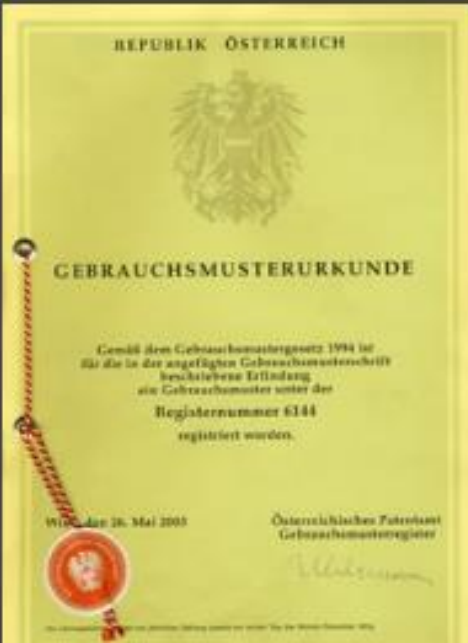 REPUBLIK ÖSTERREICH
GEBRAUCHSMUSTERURKUNDE
Gemäß dem Gebrauchsmustergesetz 1994 ist
für die in der angefügten Gebrauchsmusterschrift
beschriebene Erfindung
ein Gebrauchsmuster unter der
Registernummer 6144
registriert worden.
Wien, den 26. Mai 2003
Österreichisches Patentamt
Gebrauchsmusterregister